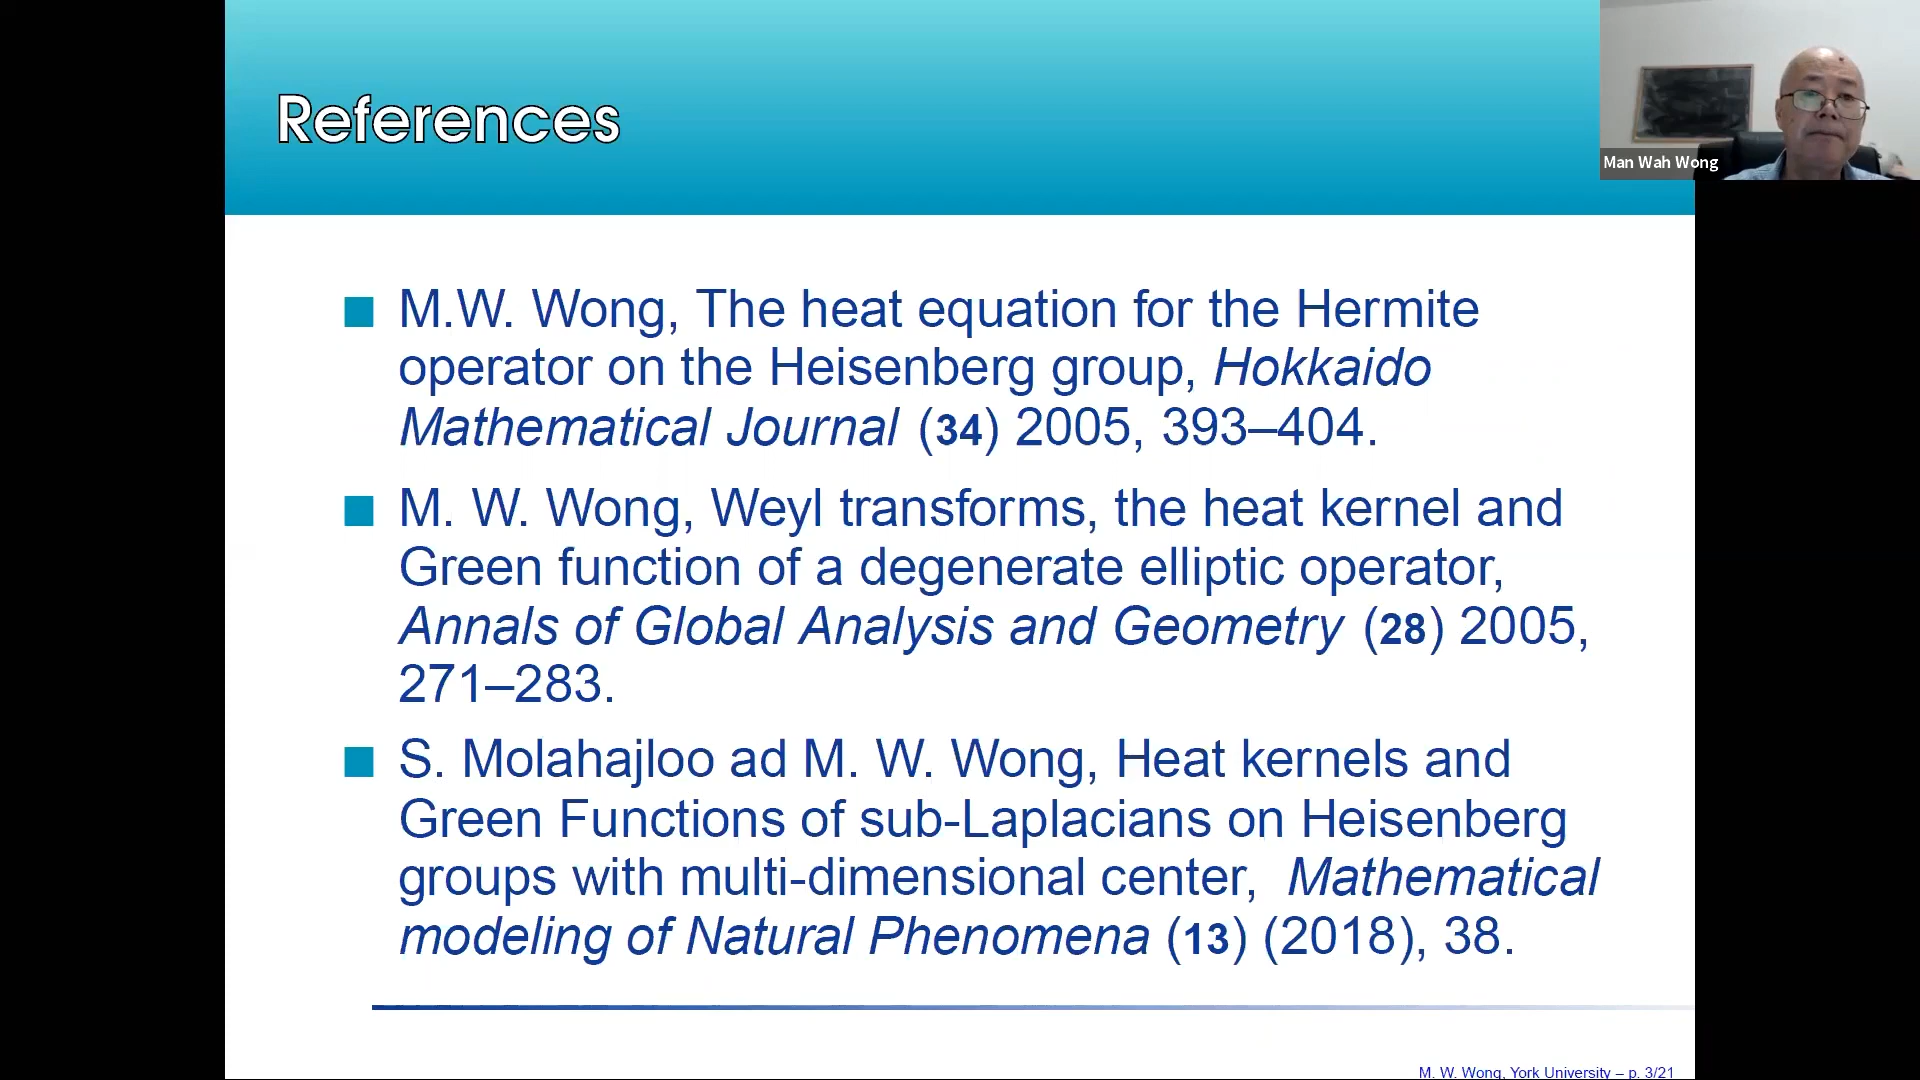 References
Man Wah Wong
M.W. Wong, The heat equation for the Hermite
operator on the Heisenberg group, Hokkaido
Mathematical Journal (34) 2005, 393–404.
M. W. Wong, Weyl transforms, the heat kernel and
Green function of a degenerate elliptic operator,
Annals of Global Analysis and Geometry (28) 2005,
271–283.
S. Molahajloo ad M. W. Wong, Heat kernels and
Green Functions of sub-Laplacians on Heisenberg
groups with multi-dimensional center, Mathematical
modeling of Natural Phenomena (13) (2018), 38.
M. W. Wong, York University – p. 3/21